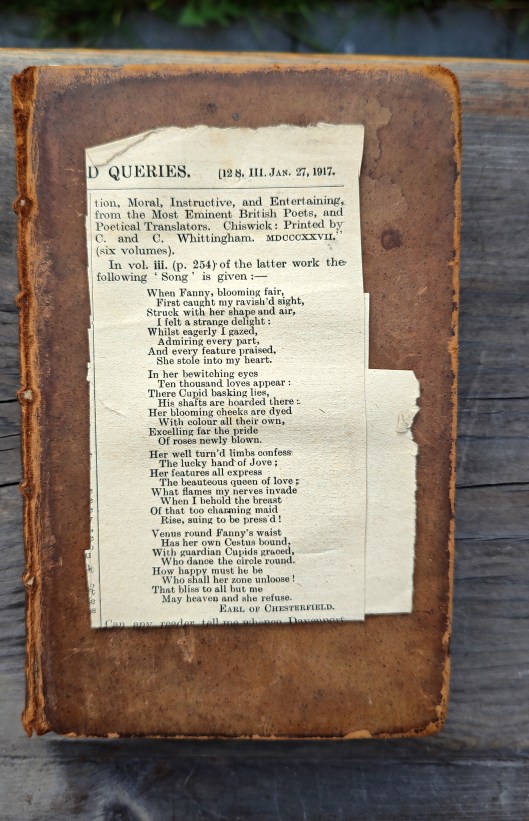 D QUERIES. [12 S. III. JAN. 27, 1917.
tion, Moral, Instructive, and Entertaining,
from the Most Eminent British Poets, and
Poetical Translators. Chiswick: Printed by
C. and C. Whittingham. MDCCCXXVII.,
(six volumes).
In vol. iii. (p. 254) of the latter work the
following ‘Song’ is given:—
When Fanny, blooming fair,
First caught my ravish'd sight,
Struck with her shape and air,
I felt a strange delight:
Whilst eagerly I gazed,
Admiring every part,
And every feature praised,
She stole into my heart.
In her bewitching eyes
Ten thousand loves appear:
There Cupid basking lies,
His shafts are hoarded there:
Her blooming cheeks are dyed
With colour all their own,
Excelling far the pride
Of roses newly blown.
Her well turn'd limbs confess
The lucky hand of Jove;
Her features all express
The beauteous queen of love;
What flames my nerves invade
When I behold the breast
Of that too charming maid
Rise, suing to be press'd!
Venus round Fanny's waist
Has her own Cestus bound,
With guardian Cupids graced,
Who dance the circle round.
How happy must he be
Who shall her zone unloose!
That bliss to all but me
May heaven and she refuse.
EARL OF CHESTERFIELD.
Can any reader tell me whence Davenport